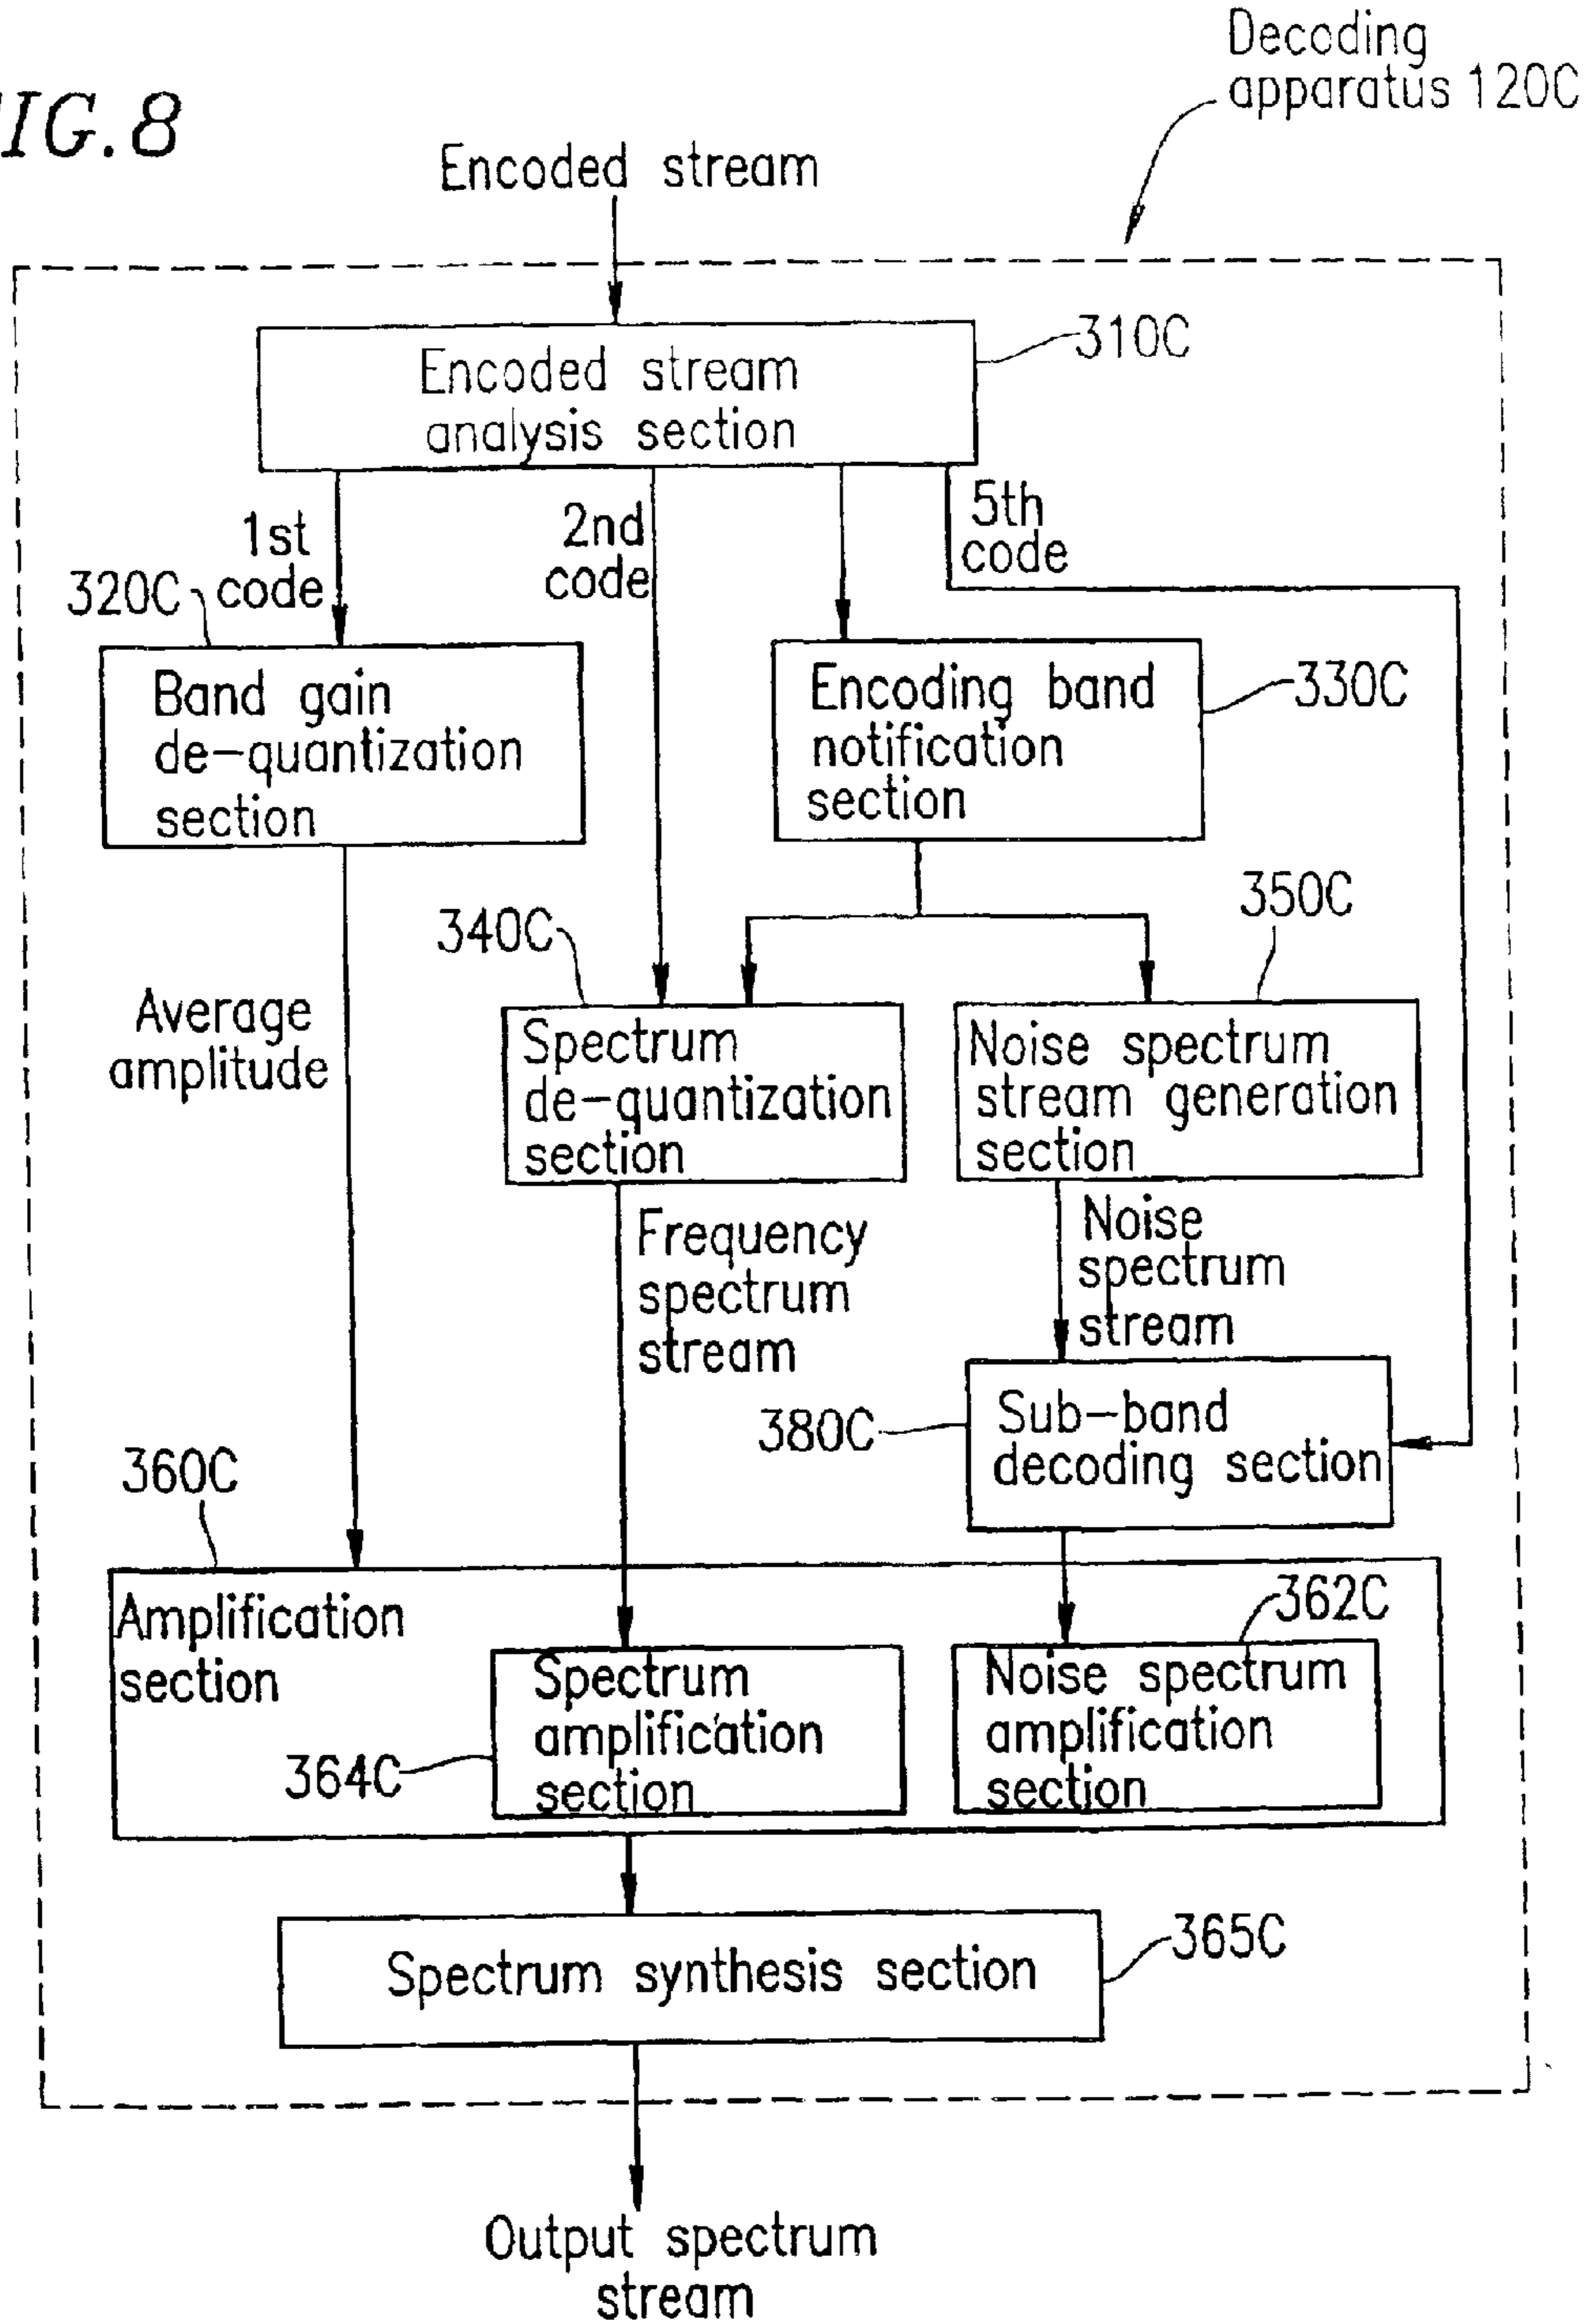 Decoding
apparatus 120C
IG. 8
Encoded stream
310C
Encoded stream
analysis section
1st
code
2nd
code
5th
code
320C
Band gain
de-quantization
section
Encoding band
notification
section
330C
350C
340C
Average
amplitude
Spectrum
de-quantization
section
Noise spectrum
stream generation
section
Frequency
spectrum
stream
Noise
spectrum
stream
380C
Sub-band
decoding section
360C
Amplification
section
362C
Spectrum
amplification
section
364C
Noise spectrum
amplification
section
Spectrum synthesis section
365C
Output spectrum
stream